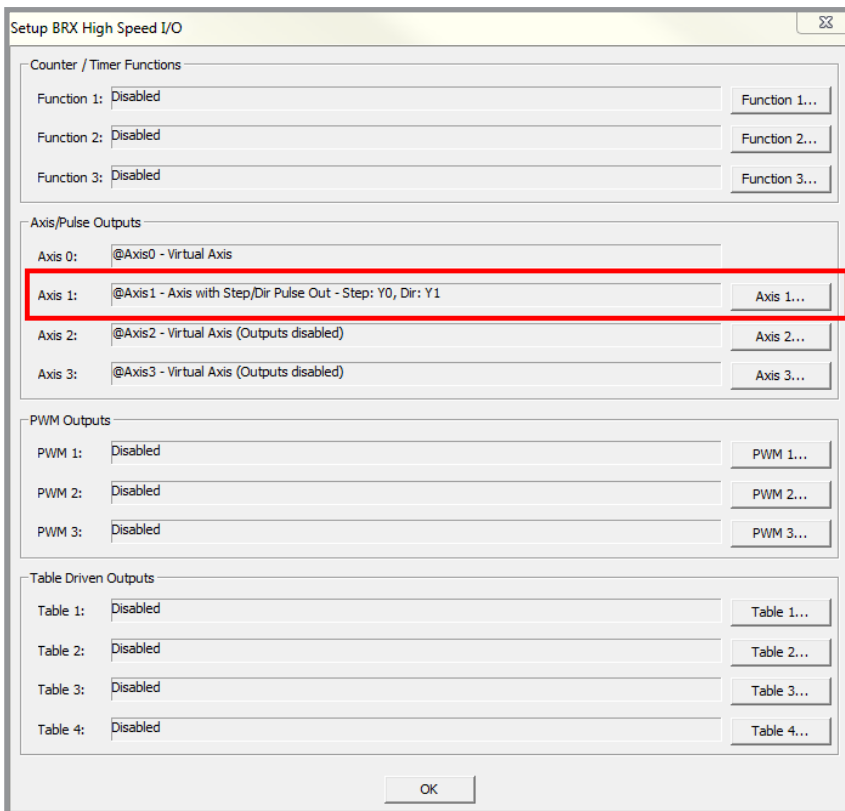 Setup BRX High Speed I/O
Counter / Timer Functions
Function 1: Disabled Function 1...
Function 2: Disabled Function 2...
Function 3: Disabled Function 3...
Axis/Pulse Outputs
Axis 0: @Axis0 - Virtual Axis
Axis 1: @Axis1 - Axis with Step/Dir Pulse Out - Step: Y0, Dir: Y1 Axis 1...
Axis 2: @Axis2 - Virtual Axis (Outputs disabled) Axis 2...
Axis 3: @Axis3 - Virtual Axis (Outputs disabled) Axis 3...
PWM Outputs
PWM 1: Disabled PWM 1...
PWM 2: Disabled PWM 2...
PWM 3: Disabled PWM 3...
Table Driven Outputs
Table 1: Disabled Table 1...
Table 2: Disabled Table 2...
Table 3: Disabled Table 3...
Table 4: Disabled Table 4...
OK